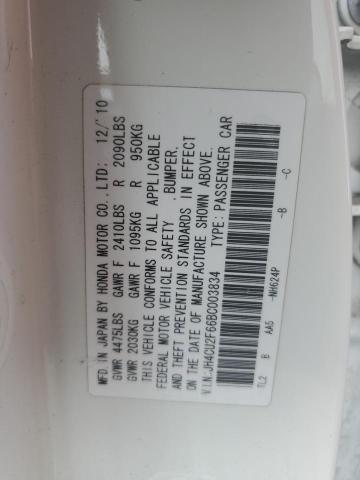 MFD. IN JAPAN BY HONDA MOTOR CO.,LTD: 12/'10
GVWR 4475LBS GAWR F 2410LBS R 2090LBS
GVWR 2030KG GAWR F 1095KG R 950KG
THIS VEHICLE CONFORMS TO ALL APPLICABLE
FEDERAL MOTOR VEHICLE SAFETY ,BUMPER,
AND THEFT PREVENTION STANDARDS IN EFFECT
ON THE DATE OF MANUFACTURE SHOWN ABOVE.
V.I.N.:JH4CU2F66BC003834 TYPE: PASSENGER CAR
TL2 B AA5 -NH624P -B -C